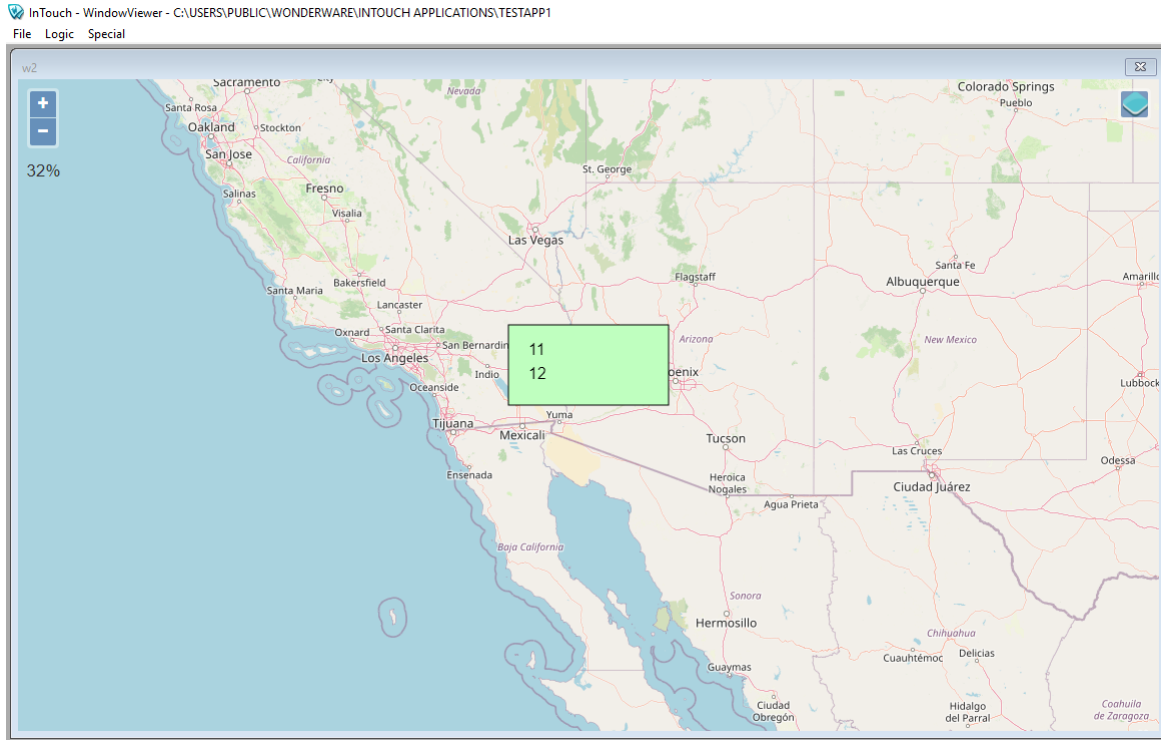 InTouch - WindowViewer - C:\USERS\PUBLIC\WONDERWARE\INTOUCH APPLICATIONS\TESTAPP1
File Logic Special
w2
+
−
32%
Sacramento
Nevada
Colorado Springs
Pueblo
Santa Rosa
Oakland
Stockton
San Jose
California
St. George
Fresno
Salinas
Visalia
Las Vegas
Santa Fe
Flagstaff
Albuquerque
Bakersfield
Santa Maria
Lancaster
Oxnard
Santa Clarita
Arizona
New Mexico
San Bernardin
11
Los Angeles
Indio
12
oenix
Oceanside
Lubbock
Yuma
Tijuana
Mexicali
Tucson
Las Cruces
Odessa
Ensenada
Heroica
Nogales
Ciudad Juárez
Agua Prieta
Baja California
Sonora
Hermosillo
Chihuahua
Cuauhtémoc
Delicias
Guaymas
Ciudad
Obregón
Hidalgo
del Parral
Coahuila
de Zaragoza